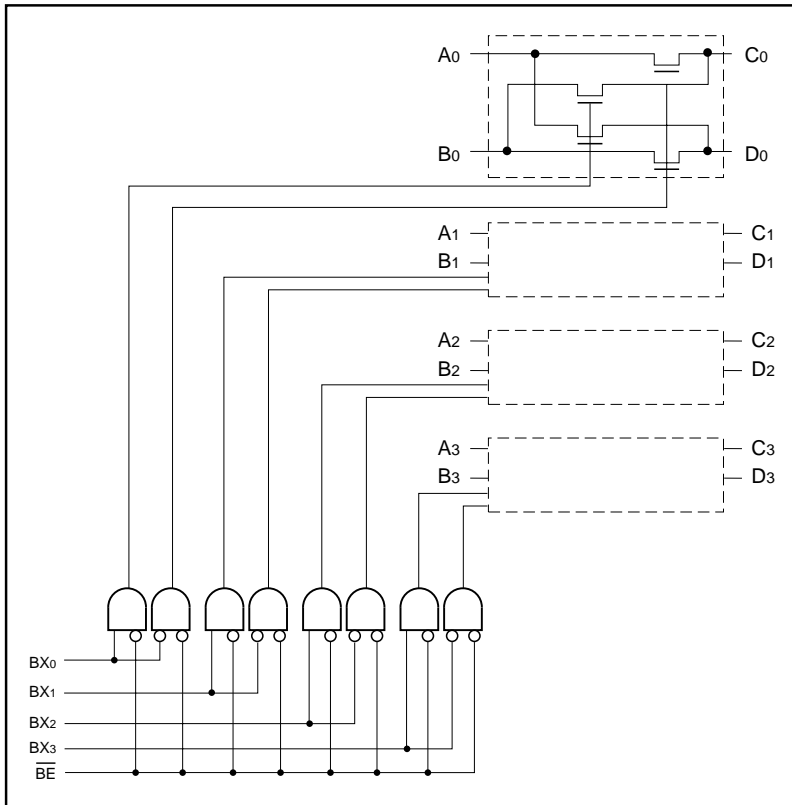 A0 C0
B0 D0
A1 C1
B1 D1
A2 C2
B2 D2
A3 C3
B3 D3
BX0
BX1
BX2
BX3
B̅E̅